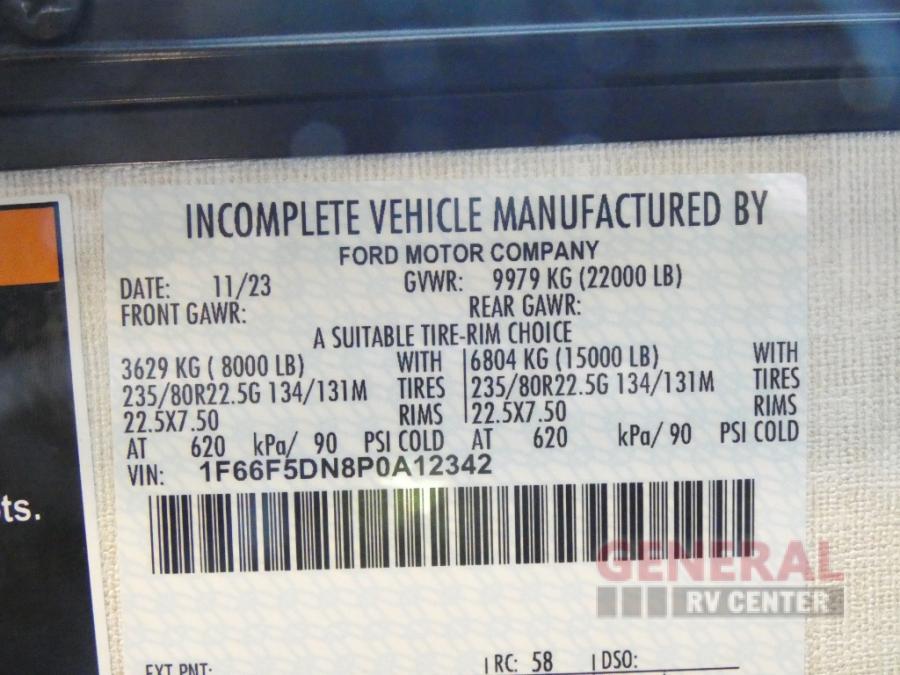 INCOMPLETE VEHICLE MANUFACTURED BY
FORD MOTOR COMPANY
DATE: 11/23 GVWR: 9979 KG (22000 LB)
FRONT GAWR: REAR GAWR:
A SUITABLE TIRE-RIM CHOICE
3629 KG ( 8000 LB) WITH 6804 KG (15000 LB) WITH
235/80R22.5G 134/131M TIRES 235/80R22.5G 134/131M TIRES
22.5X7.50 RIMS 22.5X7.50 RIMS
AT 620 kPa/ 90 PSI COLD AT 620 kPa/ 90 PSI COLD
VIN: 1F66F5DN8P0A12342
ts.
GENERAL
RV CENTER
EXT PNT: RC: 58 DSO: